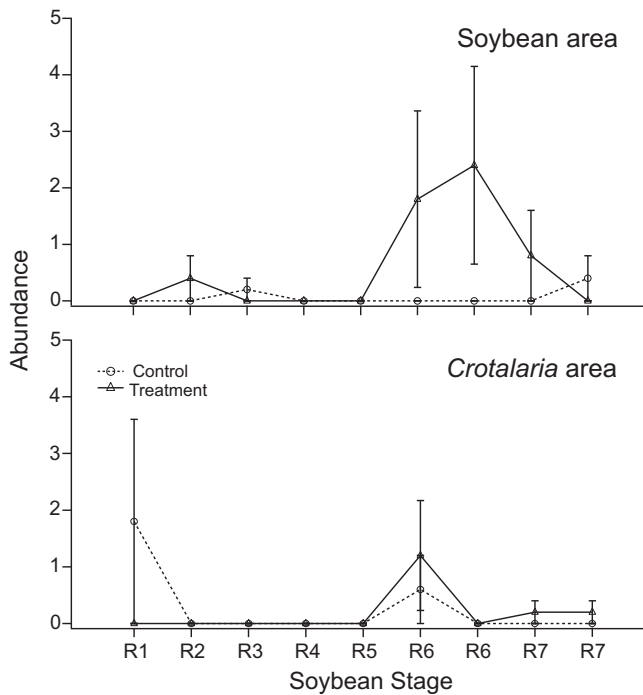 Soybean area
5
4
3
2
1
0
Abundance
Crotalaria area
Control
Treatment
5
4
3
2
1
0
R1 R2 R3 R4 R5 R6 R6 R7 R7
Soybean Stage